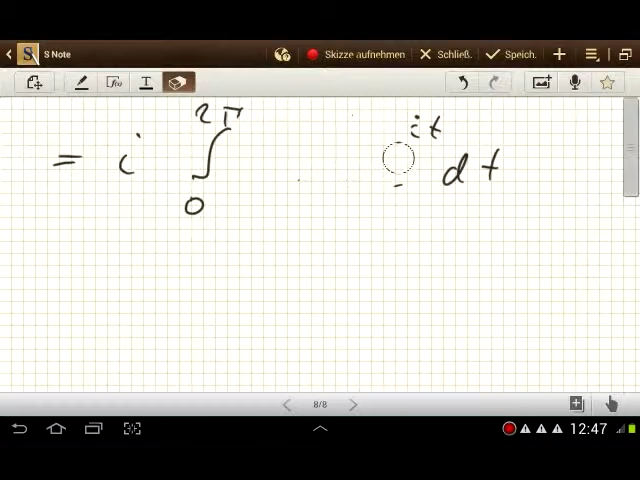 S Note
Skizze aufnehmen
Schließ.
Speich.
2π
it
= i ∫ dt
0
8/8
12:47